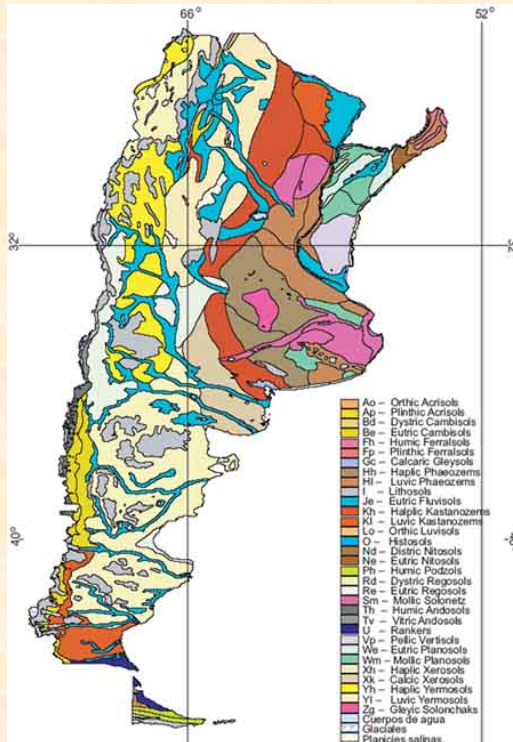 66°
52°
32°
40°
Ao – Orthic Acrisols
Ap – Plinthic Acrisols
Bd – Dystric Cambisols
Be – Eutric Cambisols
Fh – Humic Ferralsols
Fp – Plinthic Ferralsols
Gc – Calcaric Gleysols
Hh – Haplic Phaeozems
Hl – Luvic Phaeozems
I – Lithosols
Je – Eutric Fluvisols
Kh – Halplic Kastanozems
Kl – Luvic Kastanozems
Lo – Orthic Luvisols
O – Histosols
Nd – Distric Nitosols
Ne – Eutric Nitosols
Ph – Humic Podzols
Rd – Dystric Regosols
Re – Eutric Regosols
Sm – Mollic Solonetz
Th – Humic Andosols
Tv – Vitric Andosols
U – Rankers
Vp – Pellic Vertisols
We – Eutric Planosols
Wm – Mollic Planosols
Xh – Haplic Xerosols
Xk – Calcic Xerosols
Yh – Haplic Yermosols
Yl – Luvic Yermosols
Zg – Gleyic Solonchaks
Cuerpos de agua
Glaciales
Planicies salinas